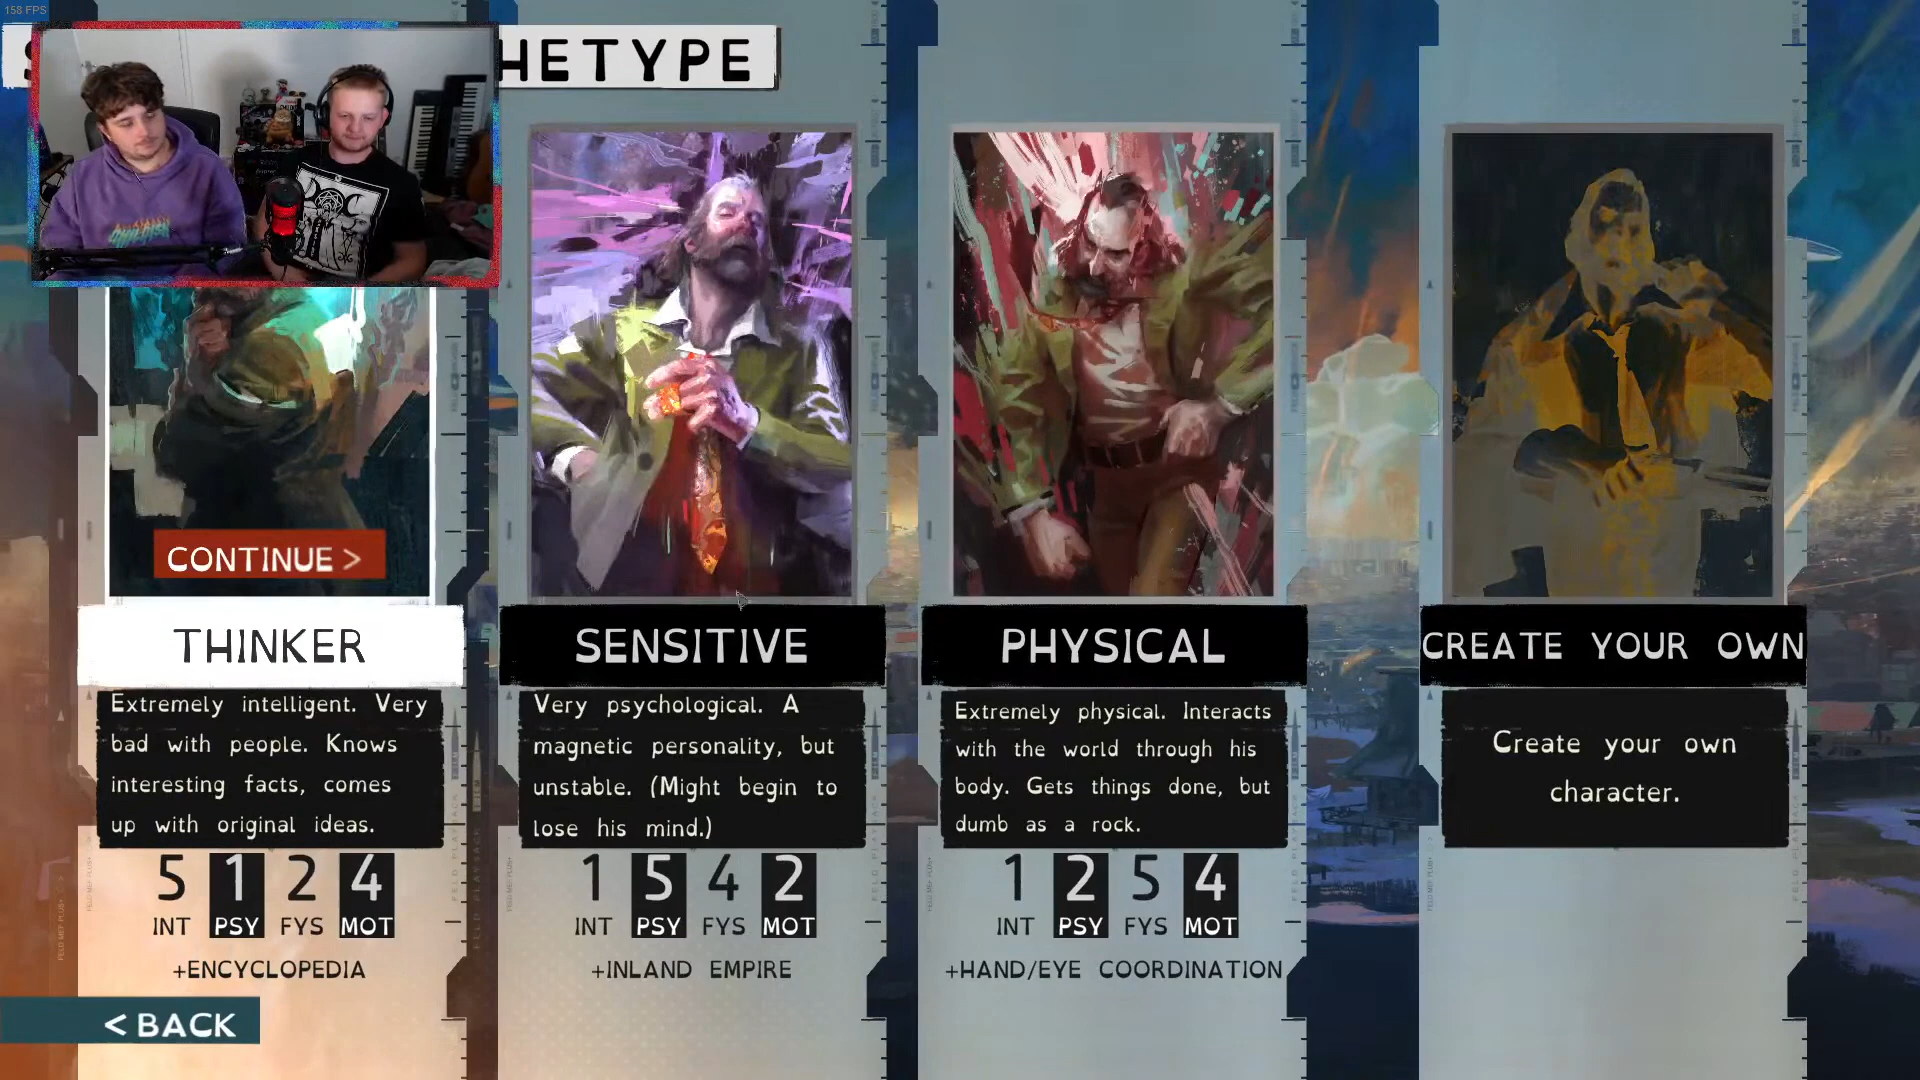 158 FPS
HETYPE
CONTINUE >
THINKER
Extremely intelligent. Very
bad with people. Knows
interesting facts, comes
up with original ideas.
5 1 2 4
INT PSY FYS MOT
+ENCYCLOPEDIA
SENSITIVE
Very psychological. A
magnetic personality, but
unstable. (Might begin to
lose his mind.)
1 5 4 2
INT PSY FYS MOT
+INLAND EMPIRE
PHYSICAL
Extremely physical. Interacts
with the world through his
body. Gets things done, but
dumb as a rock.
1 2 5 4
INT PSY FYS MOT
+HAND/EYE COORDINATION
CREATE YOUR OWN
Create your own
character.
< BACK